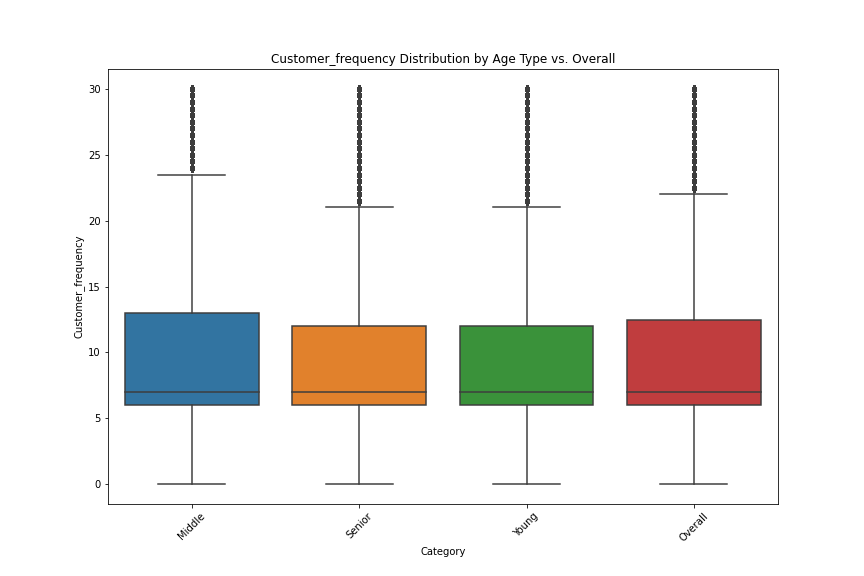 Customer_frequency Distribution by Age Type vs. Overall
30
25
20
15
10
5
0
Customer_frequency
Middle
Senior
Young
Overall
Category